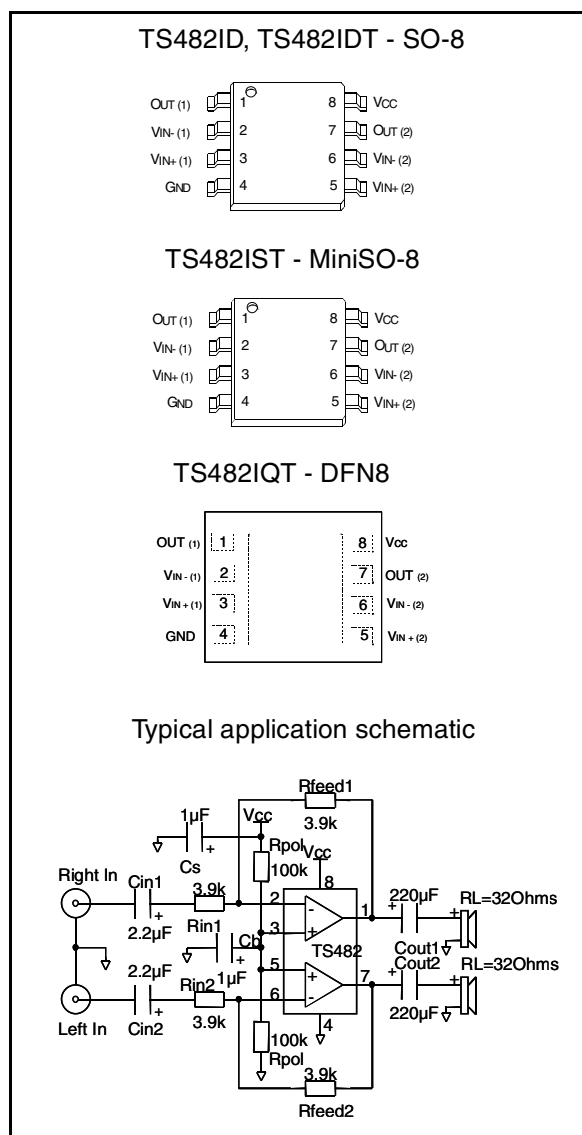 TS482ID, TS482IDT - SO-8
OUT (1) 1 8 VCC
VIN- (1) 2 7 OUT (2)
VIN+ (1) 3 6 VIN- (2)
GND 4 5 VIN+ (2)
TS482IST - MiniSO-8
OUT (1) 1 8 VCC
VIN- (1) 2 7 OUT (2)
VIN+ (1) 3 6 VIN- (2)
GND 4 5 VIN+ (2)
TS482IQT - DFN8
OUT (1) 1 8 Vcc
VIN - (1) 2 7 OUT (2)
VIN + (1) 3 6 VIN - (2)
GND 4 5 VIN + (2)
Typical application schematic
Rfeed1
3.9k
1µF
+
Cs
Vcc
Rpol
100k
Vcc
8
Right In
Cin1
+
2.2µF
3.9k
Rin1
2
-
3
+
1
TS482
220µF
+
Cout1
RL=32Ohms
+
Cb
+
1µF
2.2µF
+
Cin2
Left In
Rin2
3.9k
5
+
6
-
7
4
Cout2
+
220µF
RL=32Ohms
+
100k
Rpol
3.9k
Rfeed2